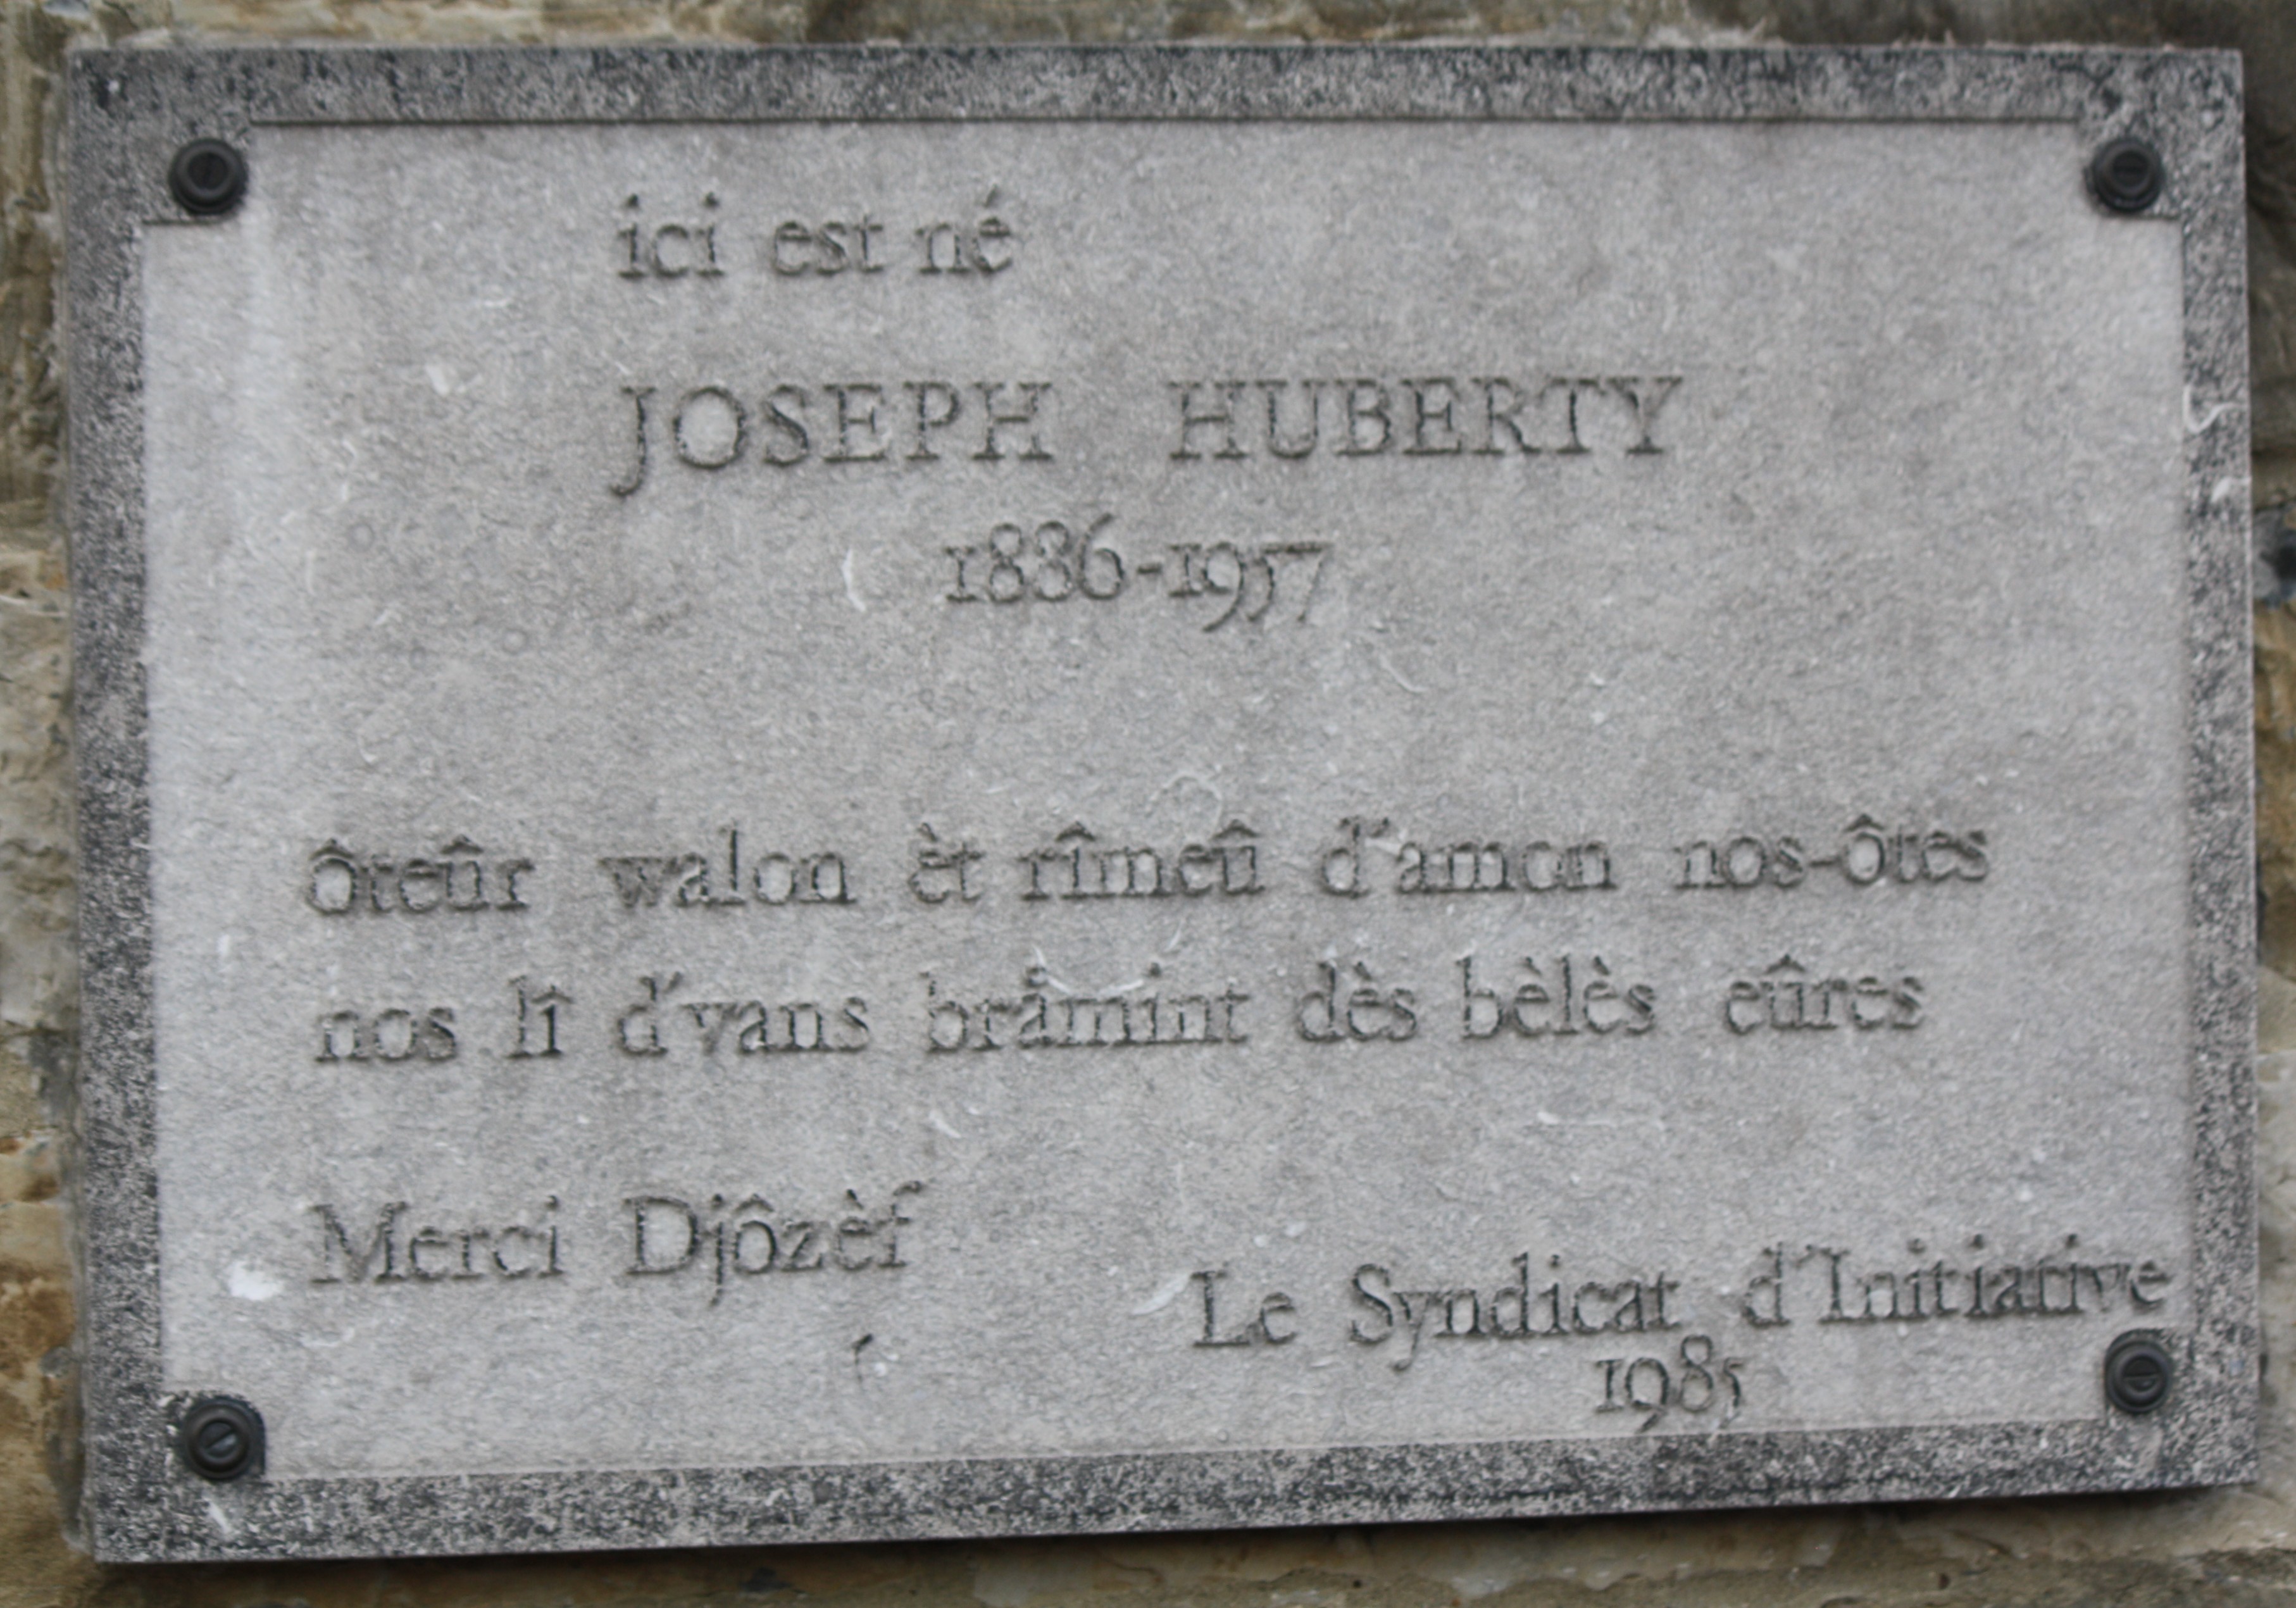 ici est né
JOSEPH HUBERTY
1886-1957
ôteûr walon èt rîmeû d'amon nos-ôtes
nos lî d'vans brâmint dès bèlès eûres
Merci Djôzèf
Le Syndicat d'Initiative
1985